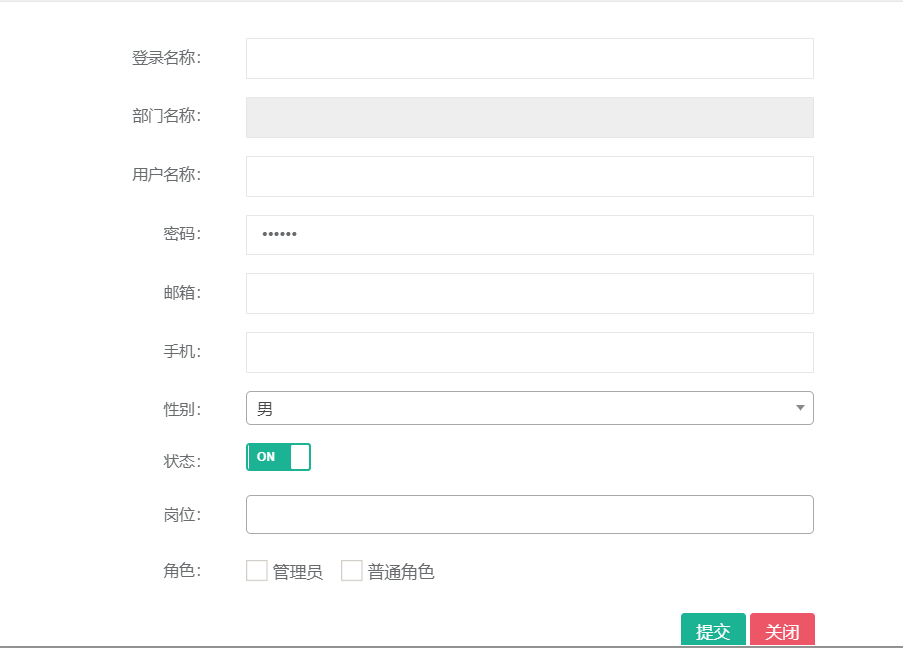 登录名称：
部门名称：
用户名称：
密码： ••••••
邮箱：
手机：
性别： 男
状态： ON
岗位：
角色： 管理员 普通角色
提交 关闭